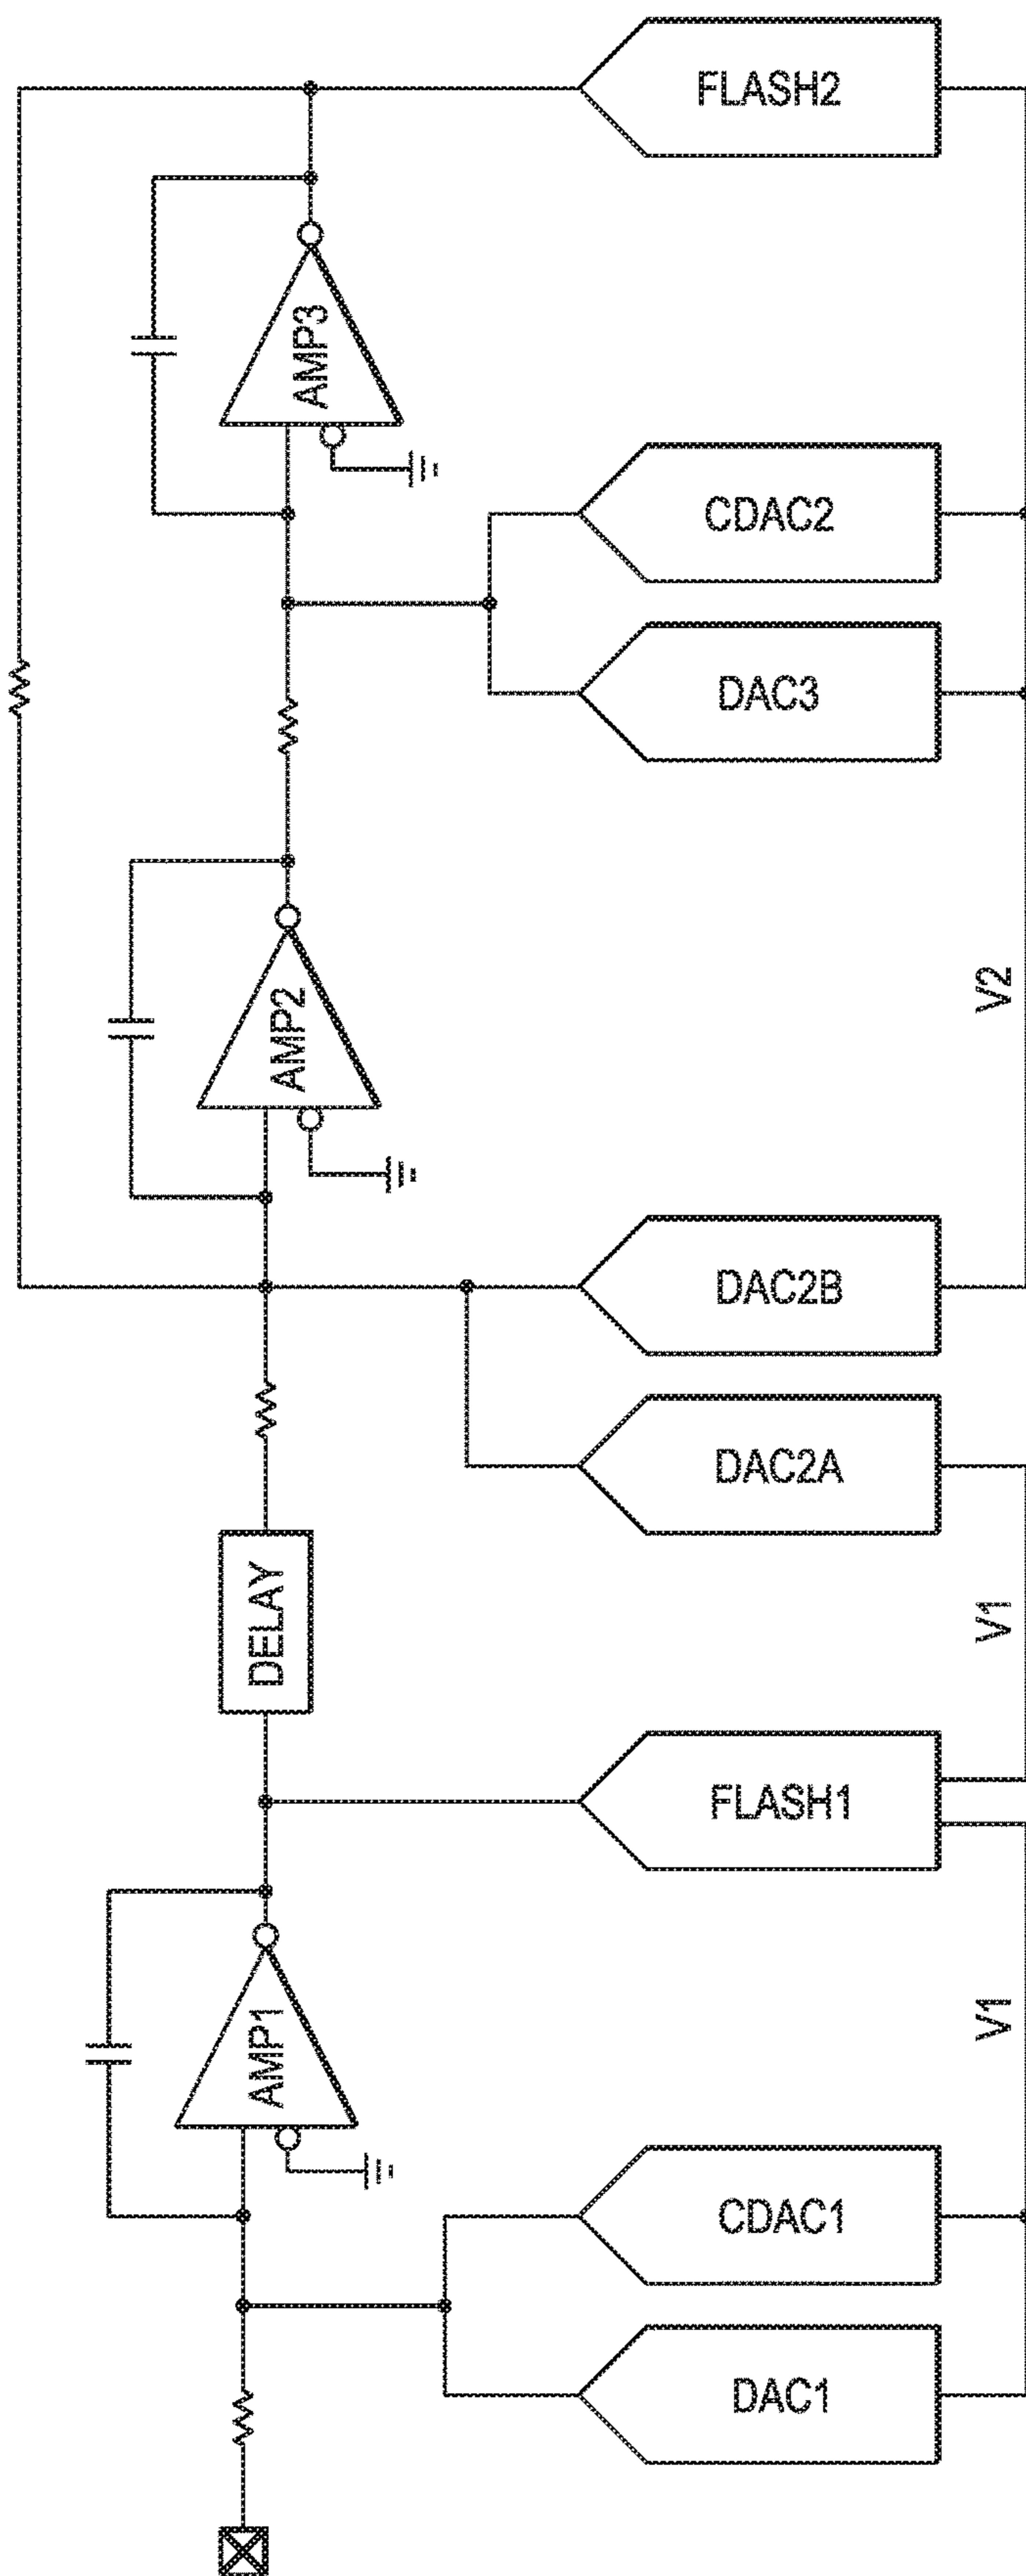 FLASH2
AMP3
CDAC2
DAC3
AMP2
V2
DAC2B
DAC2A
DELAY
V1
FLASH1
AMP1
V1
CDAC1
DAC1